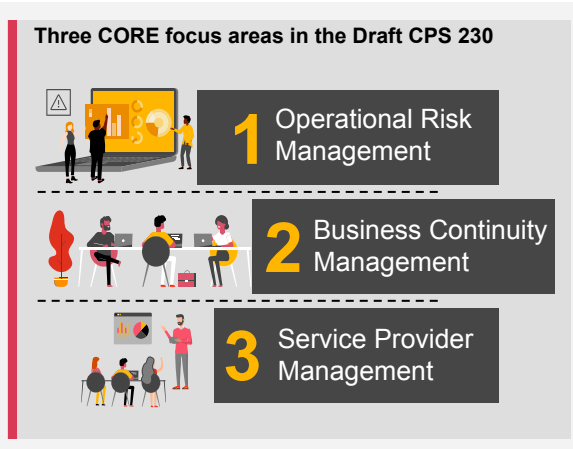 Three CORE focus areas in the Draft CPS 230
1
Operational Risk
Management
2
Business Continuity
Management
3
Service Provider
Management